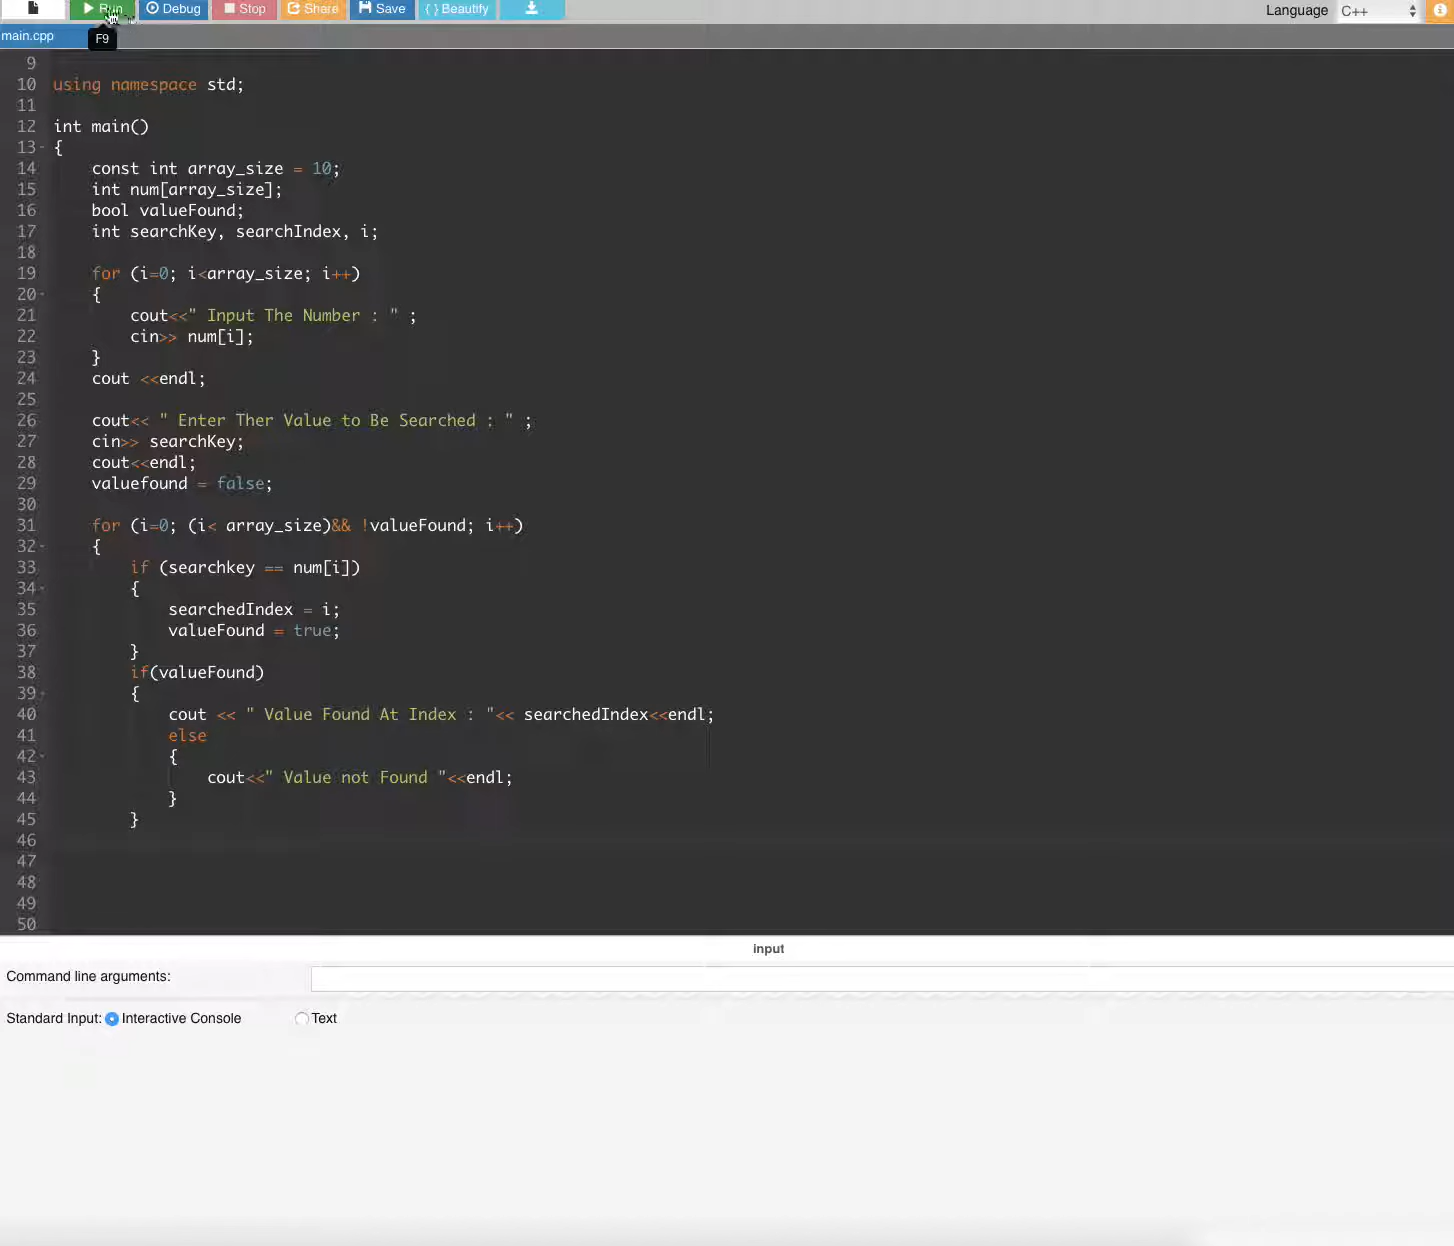 Run Debug Stop Share Save { } Beautify Language C++
main.cpp F9
9
10 using namespace std;
11
12 int main()
13 {
14 const int array_size = 10;
15 int num[array_size];
16 bool valueFound;
17 int searchKey, searchIndex, i;
18
19 for (i=0; i<array_size; i++)
20 {
21 cout<<" Input The Number : " ;
22 cin>> num[i];
23 }
24 cout <<endl;
25
26 cout<< " Enter Ther Value to Be Searched : " ;
27 cin>> searchKey;
28 cout<<endl;
29 valuefound = false;
30
31 for (i=0; (i< array_size)&& !valueFound; i++)
32 {
33 if (searchkey == num[i])
34 {
35 searchedIndex = i;
36 valueFound = true;
37 }
38 if(valueFound)
39 {
40 cout << " Value Found At Index : "<< searchedIndex<<endl;
41 else
42 {
43 cout<<" Value not Found "<<endl;
44 }
45 }
46
47
48
49
50
input
Command line arguments:
Standard Input: Interactive Console Text